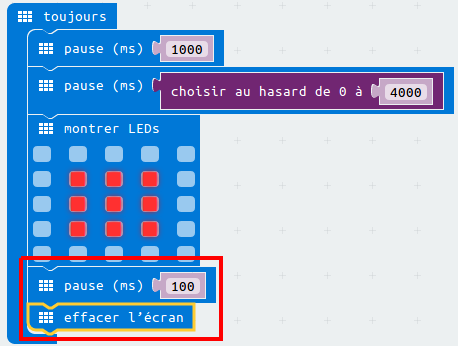 toujours
pause (ms) 1000
pause (ms) choisir au hasard de 0 à 4000
montrer LEDs
pause (ms) 100
effacer l'écran